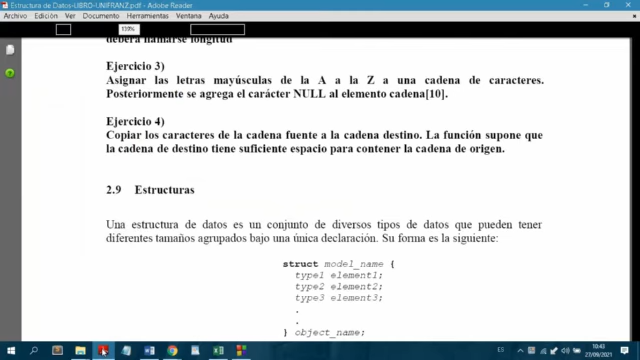 Estructura de Datos-LIBRO-UNIFRANZ.pdf - Adobe Reader
Archivo Edición Ver Documento Herramientas Ventana Ayuda
139%
deberá llamarse longitud
Ejercicio 3)
Asignar las letras mayúsculas de la A a la Z a una cadena de caracteres.
Posteriormente se agrega el carácter NULL al elemento cadena[10].
Ejercicio 4)
Copiar los caracteres de la cadena fuente a la cadena destino. La función supone que
la cadena de destino tiene suficiente espacio para contener la cadena de origen.
2.9 Estructuras
Una estructura de datos es un conjunto de diversos tipos de datos que pueden tener
diferentes tamaños agrupados bajo una única declaración. Su forma es la siguiente:
struct model_name {
type1 element1;
type2 element2;
type3 element3;
.
.
} object_name;
ES
10:43
27/09/2021